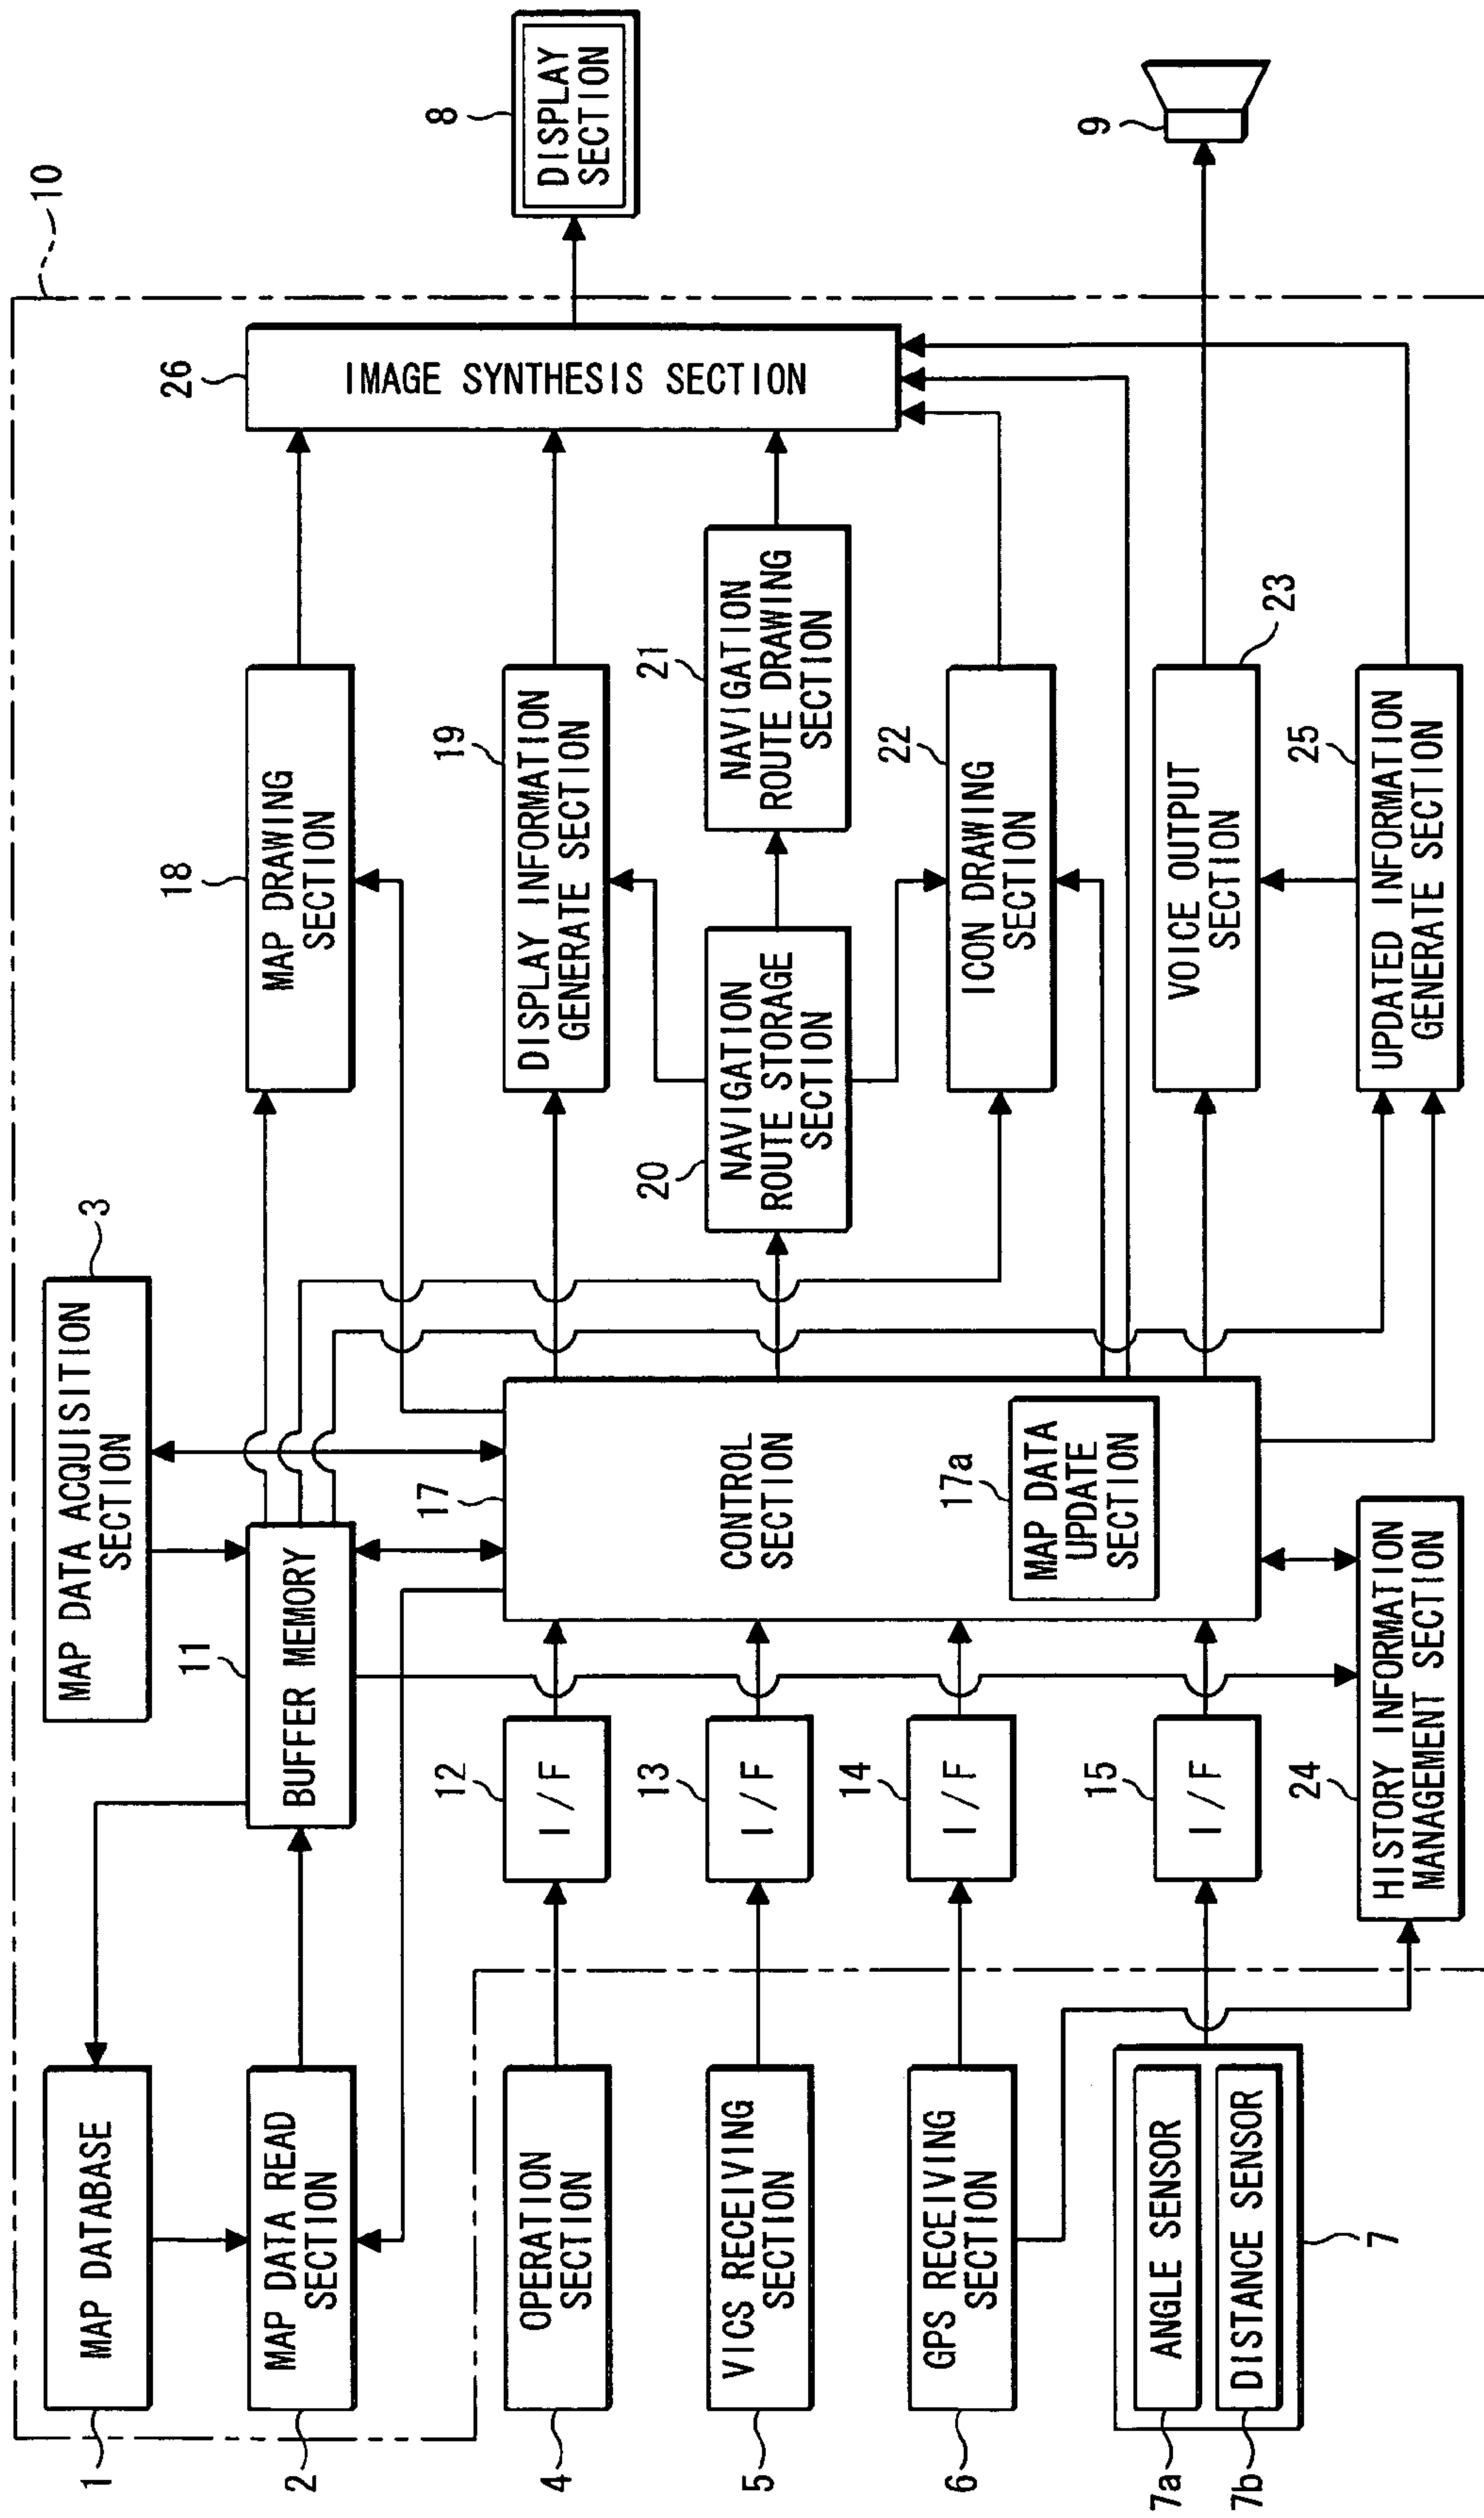 10
1
MAP DATABASE
MAP DATA ACQUISITION
SECTION
3
2
MAP DATA READ
SECTION
11
BUFFER MEMORY
18
MAP DRAWING
SECTION
26
IMAGE SYNTHESIS SECTION
8
DISPLAY
SECTION
4
OPERATION
SECTION
12
I/F
17
CONTROL
SECTION
19
DISPLAY INFORMATION
GENERATE SECTION
5
VICS RECEIVING
SECTION
13
I/F
20
NAVIGATION
ROUTE STORAGE
SECTION
21
NAVIGATION
ROUTE DRAWING
SECTION
6
GPS RECEIVING
SECTION
14
I/F
17a
MAP DATA
UPDATE
SECTION
22
ICON DRAWING
SECTION
7a
ANGLE SENSOR
7b
DISTANCE SENSOR
7
15
I/F
VOICE OUTPUT
SECTION
23
9
24
HISTORY INFORMATION
MANAGEMENT SECTION
25
UPDATED INFORMATION
GENERATE SECTION